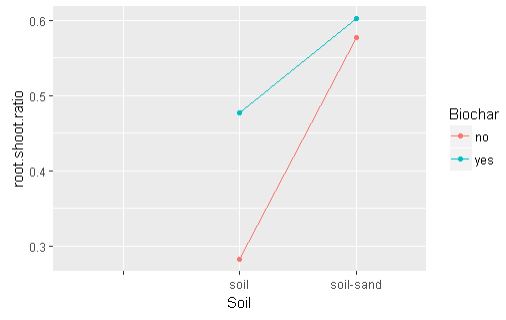 0.6
0.5
0.4
0.3
root.shoot.ratio
soil
soil-sand
Soil
Biochar
no
yes